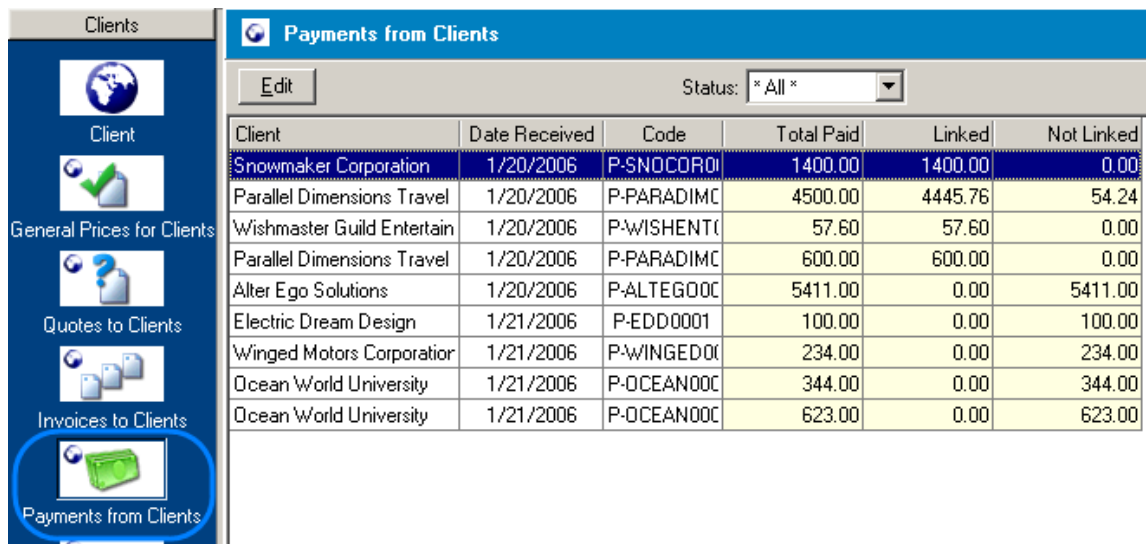 Clients
Client
General Prices for Clients
Quotes to Clients
Invoices to Clients
Payments from Clients
Payments from Clients
Edit Status: * All *
Client Date Received Code Total Paid Linked Not Linked
Snowmaker Corporation 1/20/2006 P-SNOCOR0 1400.00 1400.00 0.00
Parallel Dimensions Travel 1/20/2006 P-PARADIM 4500.00 4445.76 54.24
Wishmaster Guild Entertain 1/20/2006 P-WISHENT 57.60 57.60 0.00
Parallel Dimensions Travel 1/20/2006 P-PARADIM 600.00 600.00 0.00
Alter Ego Solutions 1/20/2006 P-ALTEGO00 5411.00 0.00 5411.00
Electric Dream Design 1/21/2006 P-EDD0001 100.00 0.00 100.00
Winged Motors Corporation 1/21/2006 P-WINGED0 234.00 0.00 234.00
Ocean World University 1/21/2006 P-OCEAN00 344.00 0.00 344.00
Ocean World University 1/21/2006 P-OCEAN00 623.00 0.00 623.00